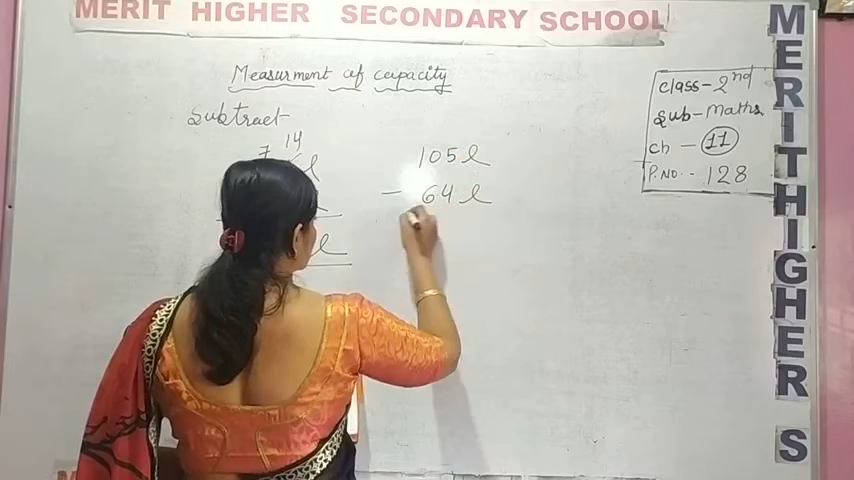 MERIT HIGHER SECONDARY SCHOOL
Measurment of capacity
Subtract-
7 14
l
l
105 l
- 64 l
class-2nd
Sub-Maths
ch - 11
P.NO.- 128
MERIT HIGHER S